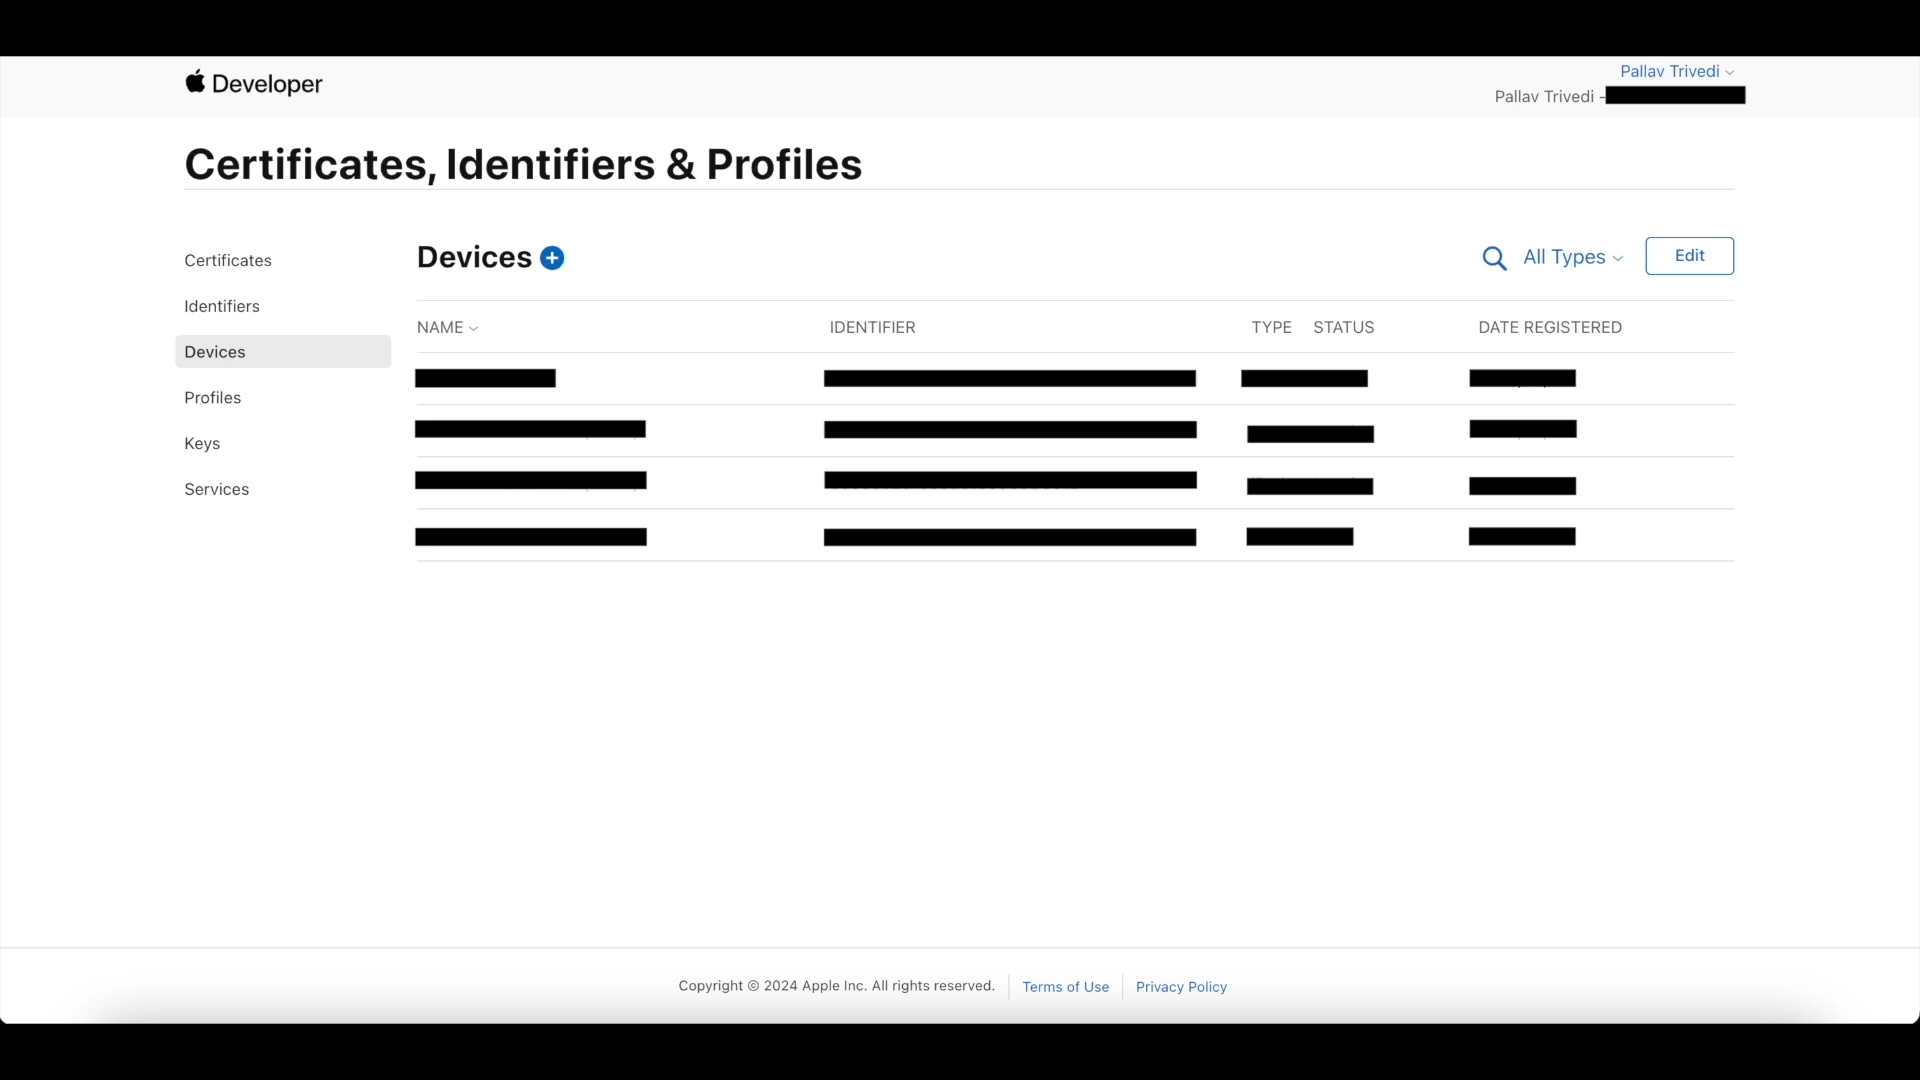 Developer
Pallav Trivedi
Pallav Trivedi -
Certificates, Identifiers & Profiles
Certificates
Identifiers
Devices
Profiles
Keys
Services
Devices
All Types
Edit
NAME IDENTIFIER TYPE STATUS DATE REGISTERED
Copyright © 2024 Apple Inc. All rights reserved. Terms of Use Privacy Policy